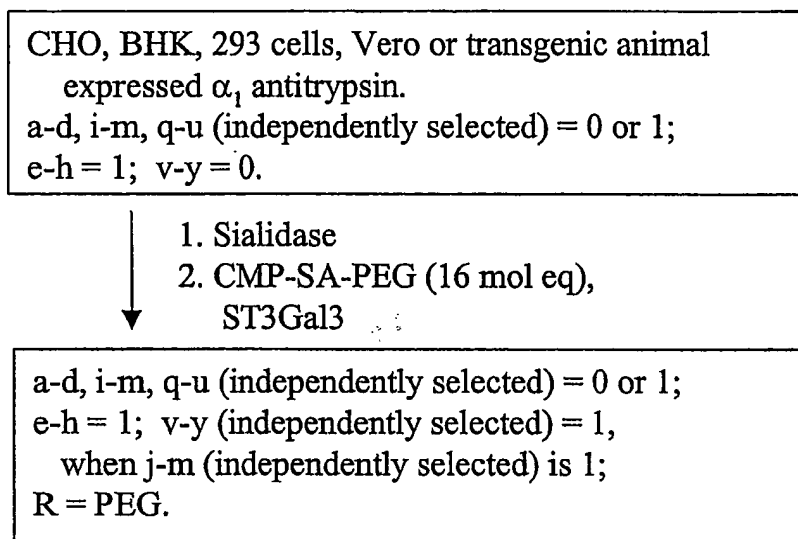 CHO, BHK, 293 cells, Vero or transgenic animal
expressed α₁ antitrypsin.
a-d, i-m, q-u (independently selected) = 0 or 1;
e-h = 1; v-y = 0.
1. Sialidase
2. CMP-SA-PEG (16 mol eq),
ST3Gal3
a-d, i-m, q-u (independently selected) = 0 or 1;
e-h = 1; v-y (independently selected) = 1,
when j-m (independently selected) is 1;
R = PEG.